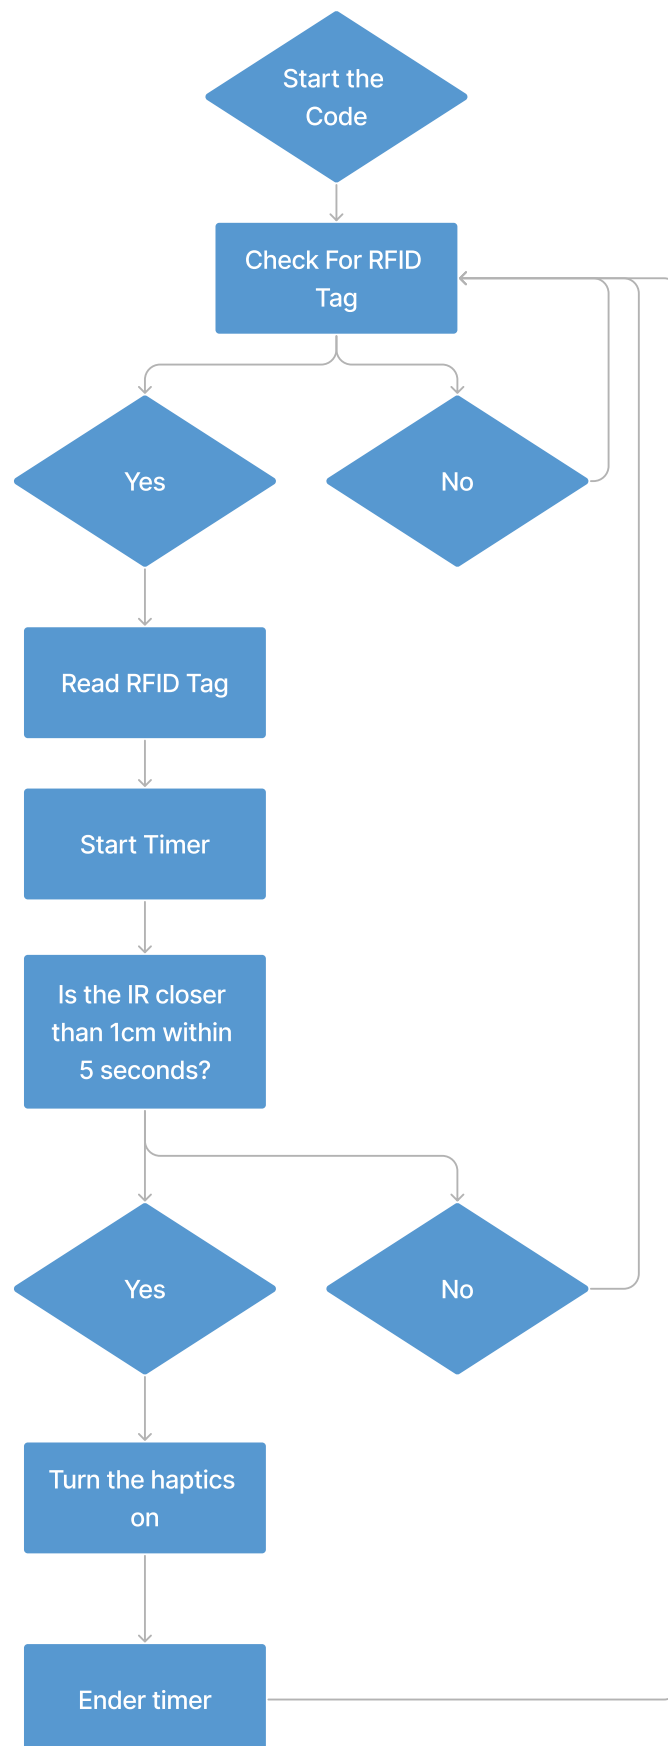 Start the
Code
Check For RFID
Tag
Yes
No
Read RFID Tag
Start Timer
Is the IR closer
than 1cm within
5 seconds?
Yes
No
Turn the haptics
on
Ender timer